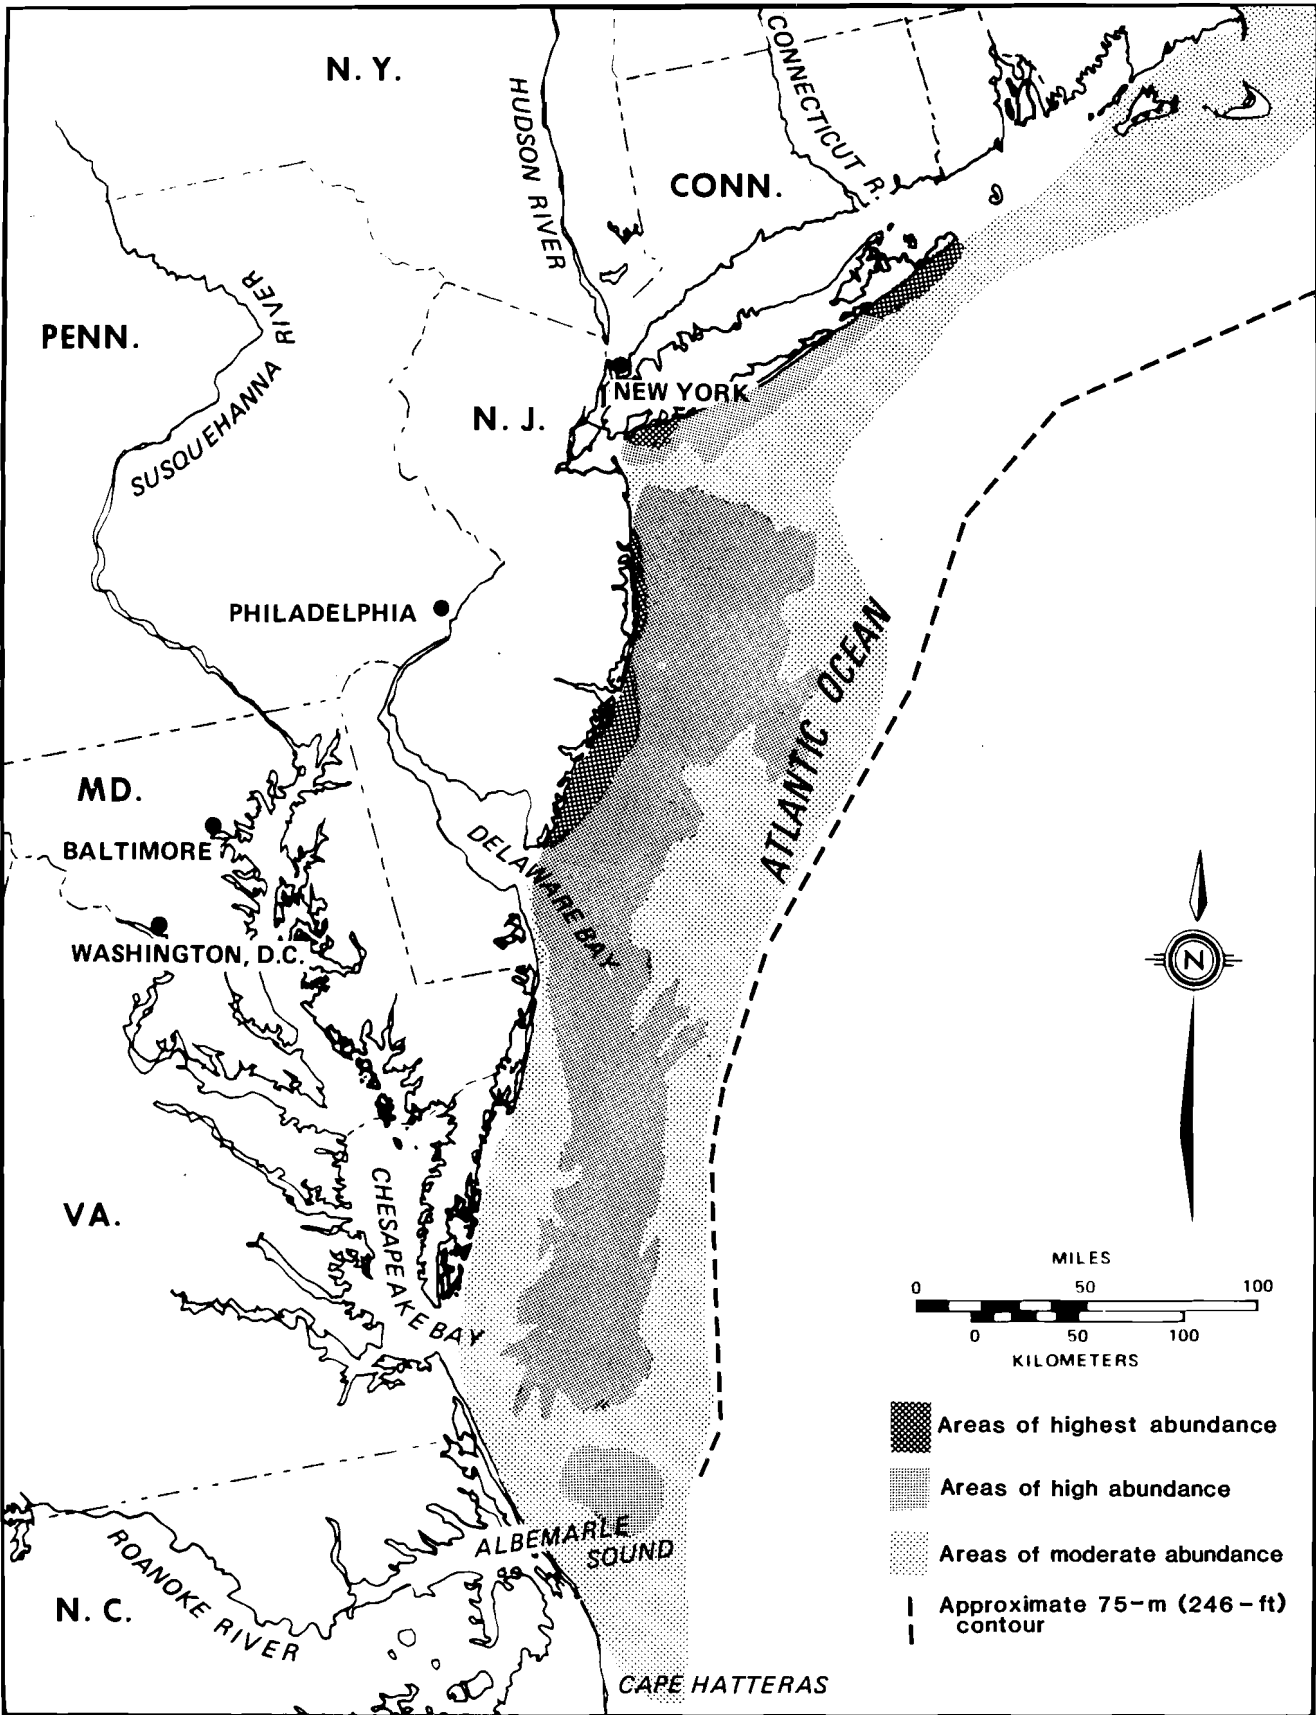 N. Y.
HUDSON RIVER
CONNECTICUT R.
CONN.
PENN.
SUSQUEHANNA RIVER
N. J.
NEW YORK
PHILADELPHIA
ATLANTIC OCEAN
MD.
BALTIMORE
DELAWARE BAY
WASHINGTON, D.C.
N
VA.
CHESAPEAKE BAY
MILES
0 50 100
0 50 100
KILOMETERS
Areas of highest abundance
Areas of high abundance
Areas of moderate abundance
Approximate 75-m (246-ft)
contour
ALBEMARLE
SOUND
ROANOKE RIVER
N. C.
CAPE HATTERAS